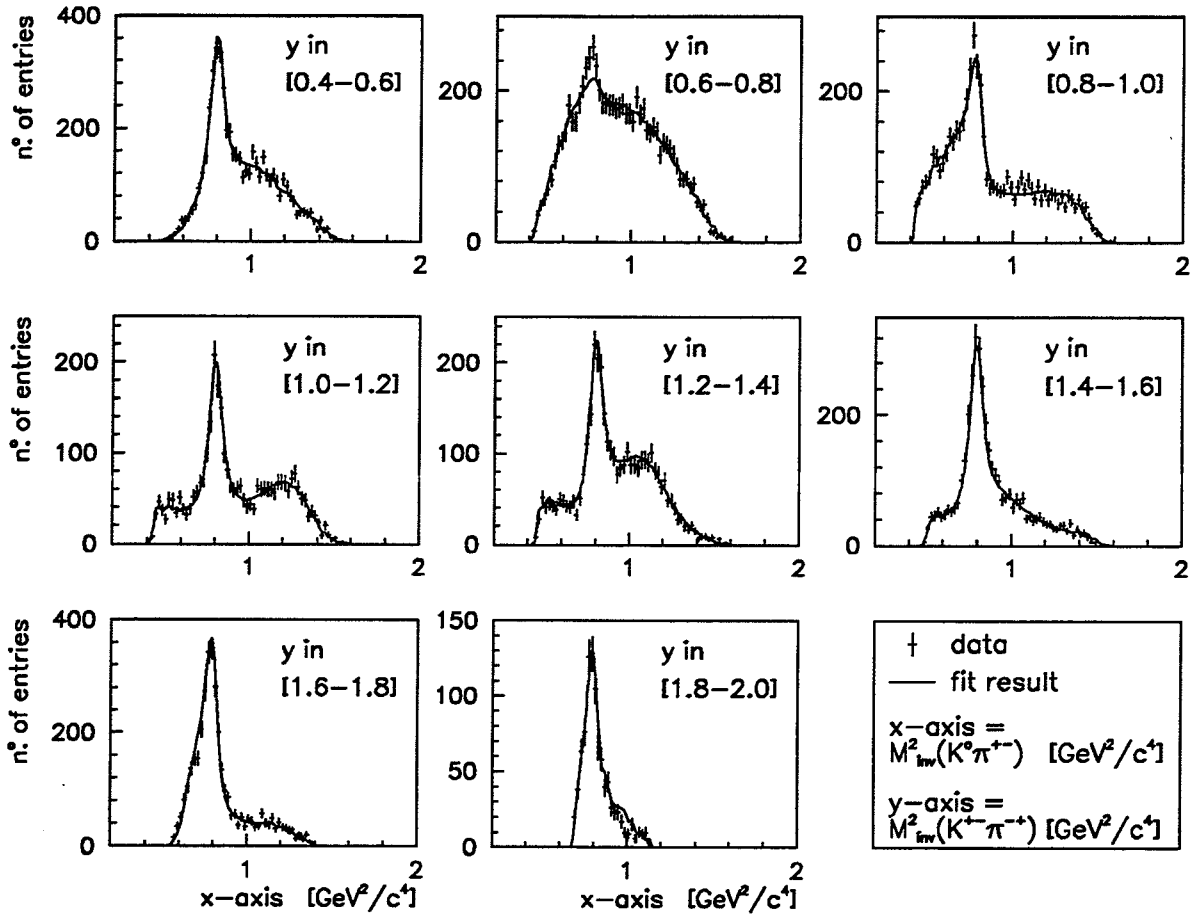 400
y in
[0.4−0.6]
n.° of entries
200
0
1
2
y in
[0.6−0.8]
200
0
1
2
y in
[0.8−1.0]
200
0
1
2
y in
[1.0−1.2]
n.° of entries
200
100
0
1
2
y in
[1.2−1.4]
200
100
0
1
2
y in
[1.4−1.6]
200
0
1
2
400
y in
[1.6−1.8]
n.° of entries
200
0
1
2
x−axis [GeV²/c⁴]
150
y in
[1.8−2.0]
100
50
0
1
2
x−axis [GeV²/c⁴]
data
fit result
x−axis =
M²inv(K°π⁺⁻) [GeV²/c⁴]
y−axis =
M²inv(K⁺⁻π⁻⁺) [GeV²/c⁴]